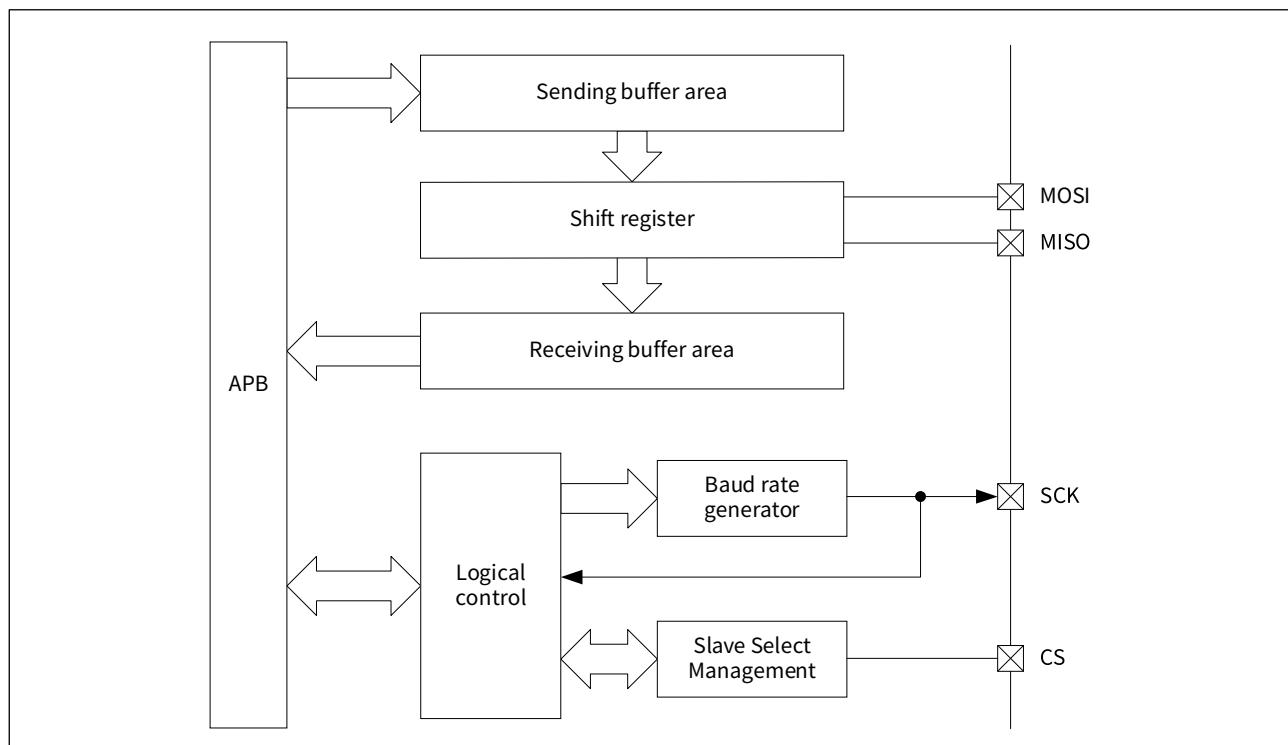 Sending buffer area
Shift register
MOSI
MISO
Receiving buffer area
APB
Baud rate
generator
SCK
Logical
control
Slave Select
Management
CS